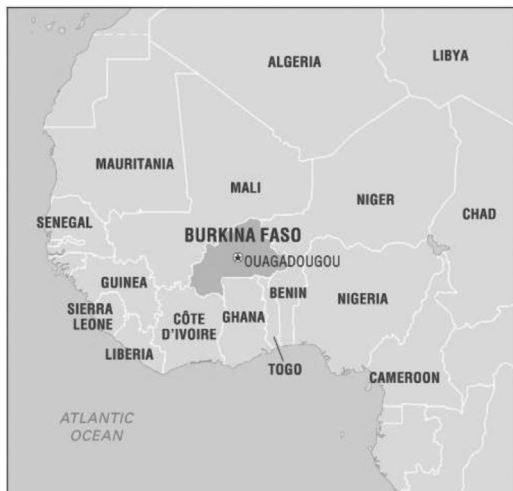 ALGERIA
LIBYA
MAURITANIA
MALI
NIGER
CHAD
SENEGAL
BURKINA FASO
OUAGADOUGOU
GUINEA
BENIN
NIGERIA
SIERRA
LEONE
CÔTE
D'IVOIRE
GHANA
LIBERIA
TOGO
CAMEROON
ATLANTIC
OCEAN